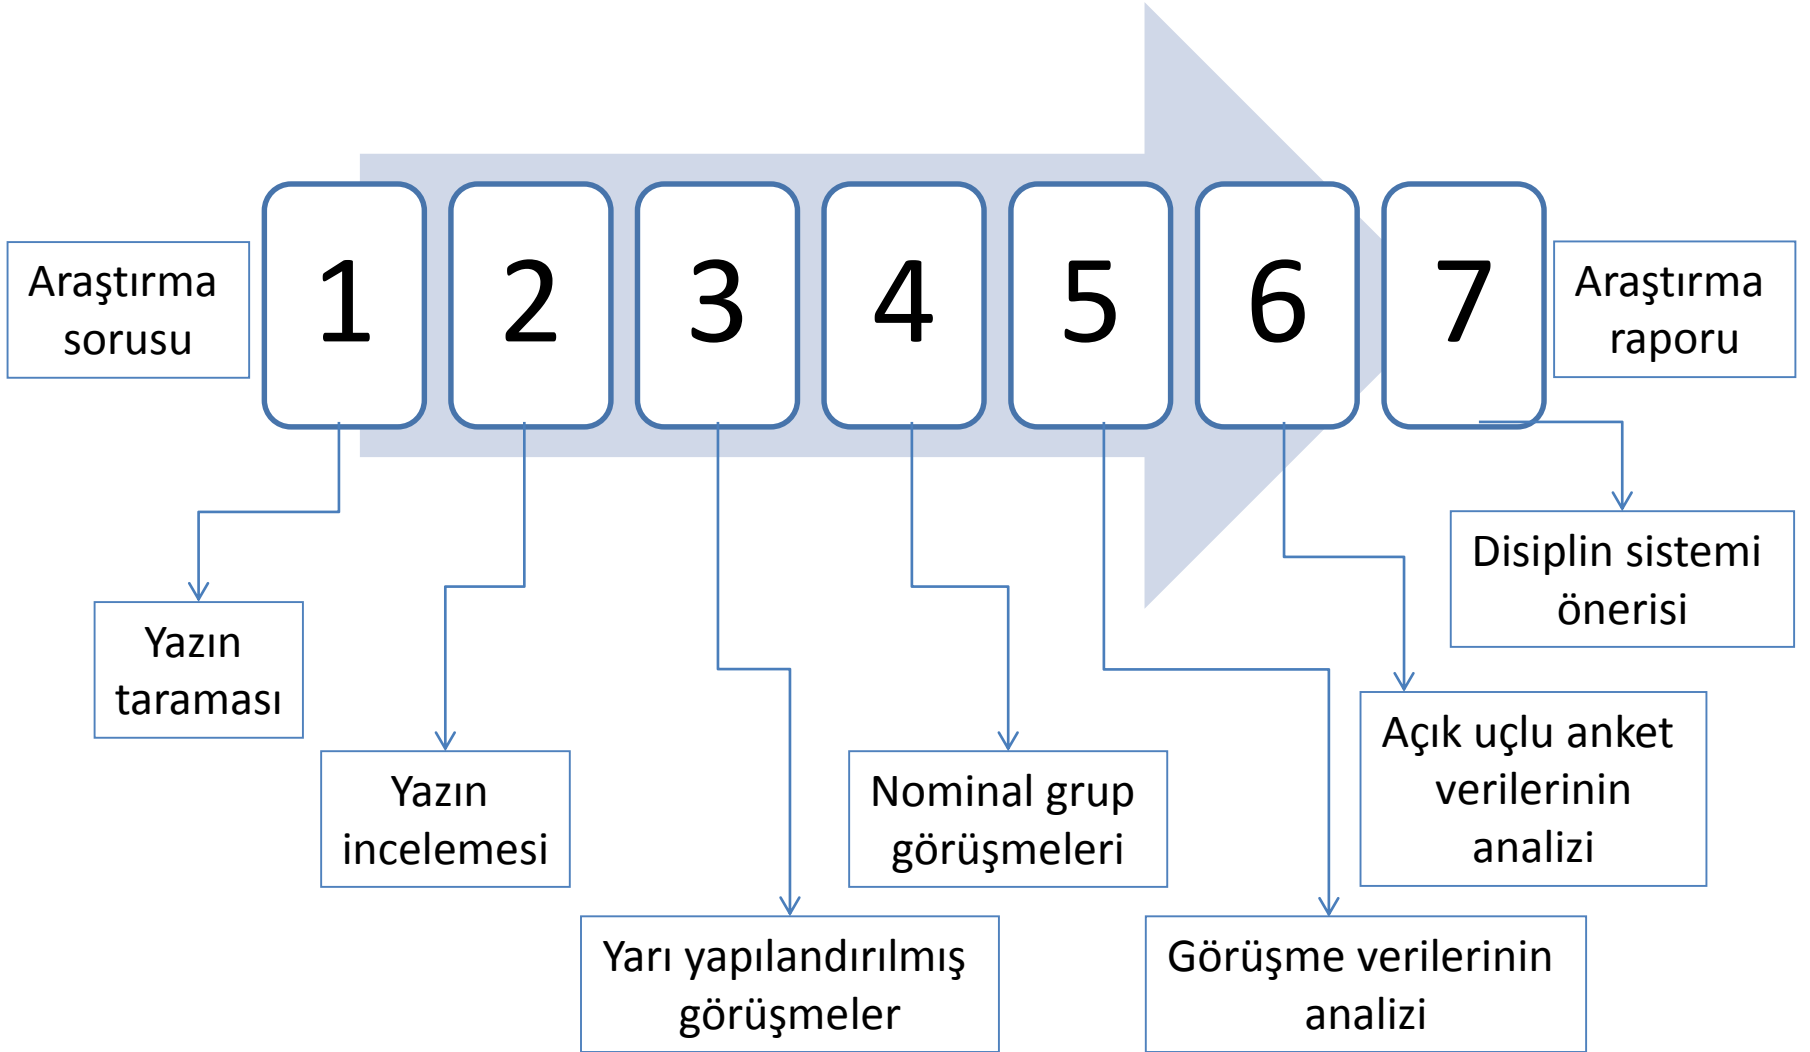 Araştırma
sorusu
1
2
3
4
5
6
7
Araştırma
raporu
Yazın
taraması
Yazın
incelemesi
Yarı yapılandırılmış
görüşmeler
Nominal grup
görüşmeleri
Görüşme verilerinin
analizi
Açık uçlu anket
verilerinin
analizi
Disiplin sistemi
önerisi